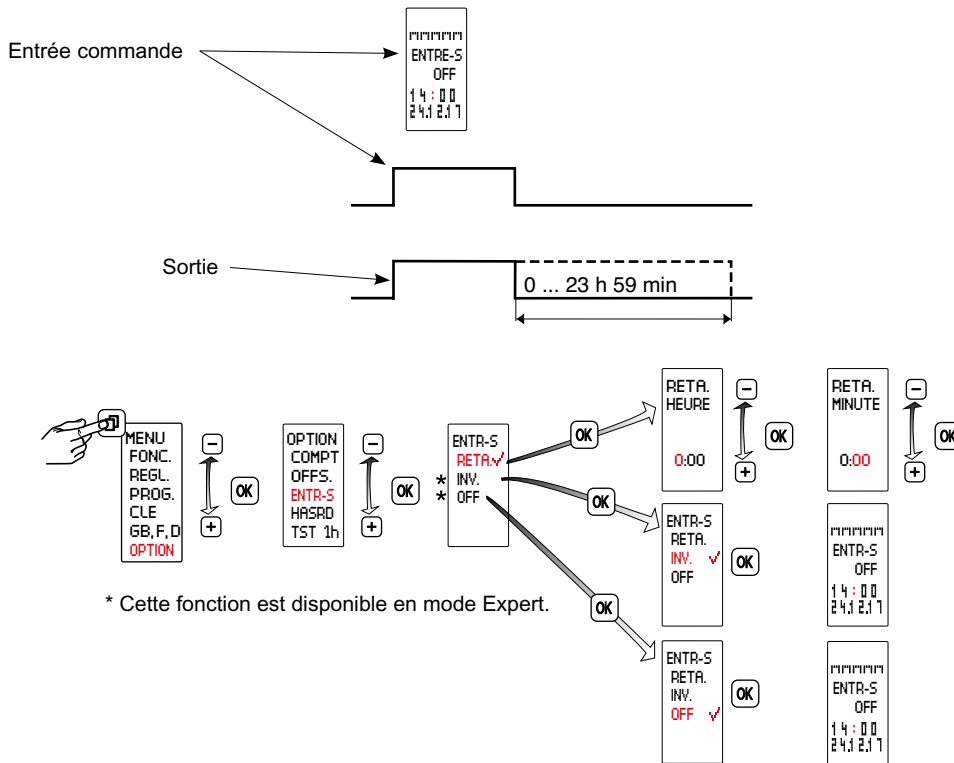 ENTRE-S
OFF
14:00
24.12.17
Entrée commande
Sortie
0 ... 23 h 59 min
MENU
FONC.
REGL.
PROG.
CLE
GB,F,D
OPTION
−
OK
+
OPTION
COMPT
OFFS.
ENTR-S
HASRD
TST 1h
−
OK
+
ENTR-S
RETA.✓
* INV.
* OFF
OK
RETA.
HEURE
0:00
−
OK
+
RETA.
MINUTE
0:00
−
OK
+
OK
ENTR-S
RETA.
INV. ✓
OFF
OK
ENTR-S
OFF
14:00
24.12.17
OK
ENTR-S
RETA.
INV.
OFF ✓
OK
ENTR-S
OFF
14:00
24.12.17
* Cette fonction est disponible en mode Expert.